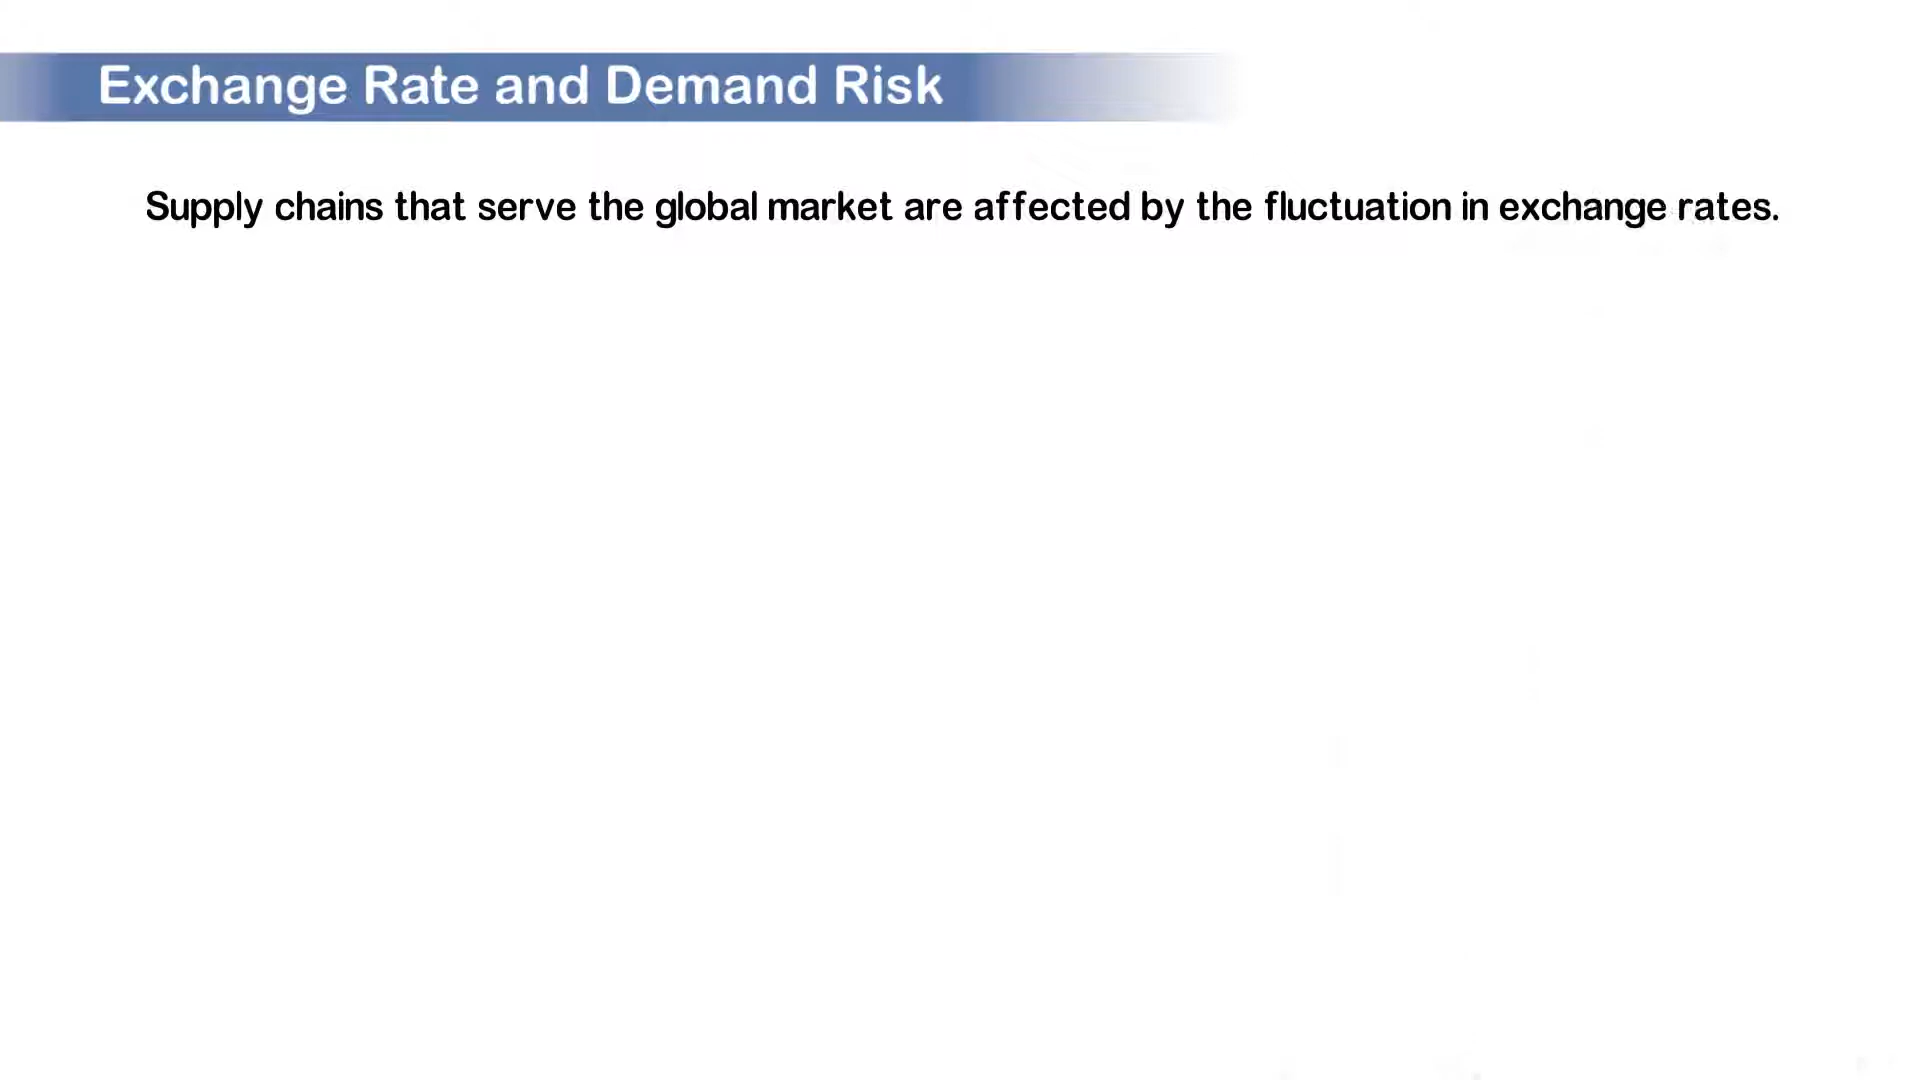 Exchange Rate and Demand Risk
Supply chains that serve the global market are affected by the fluctuation in exchange rates.